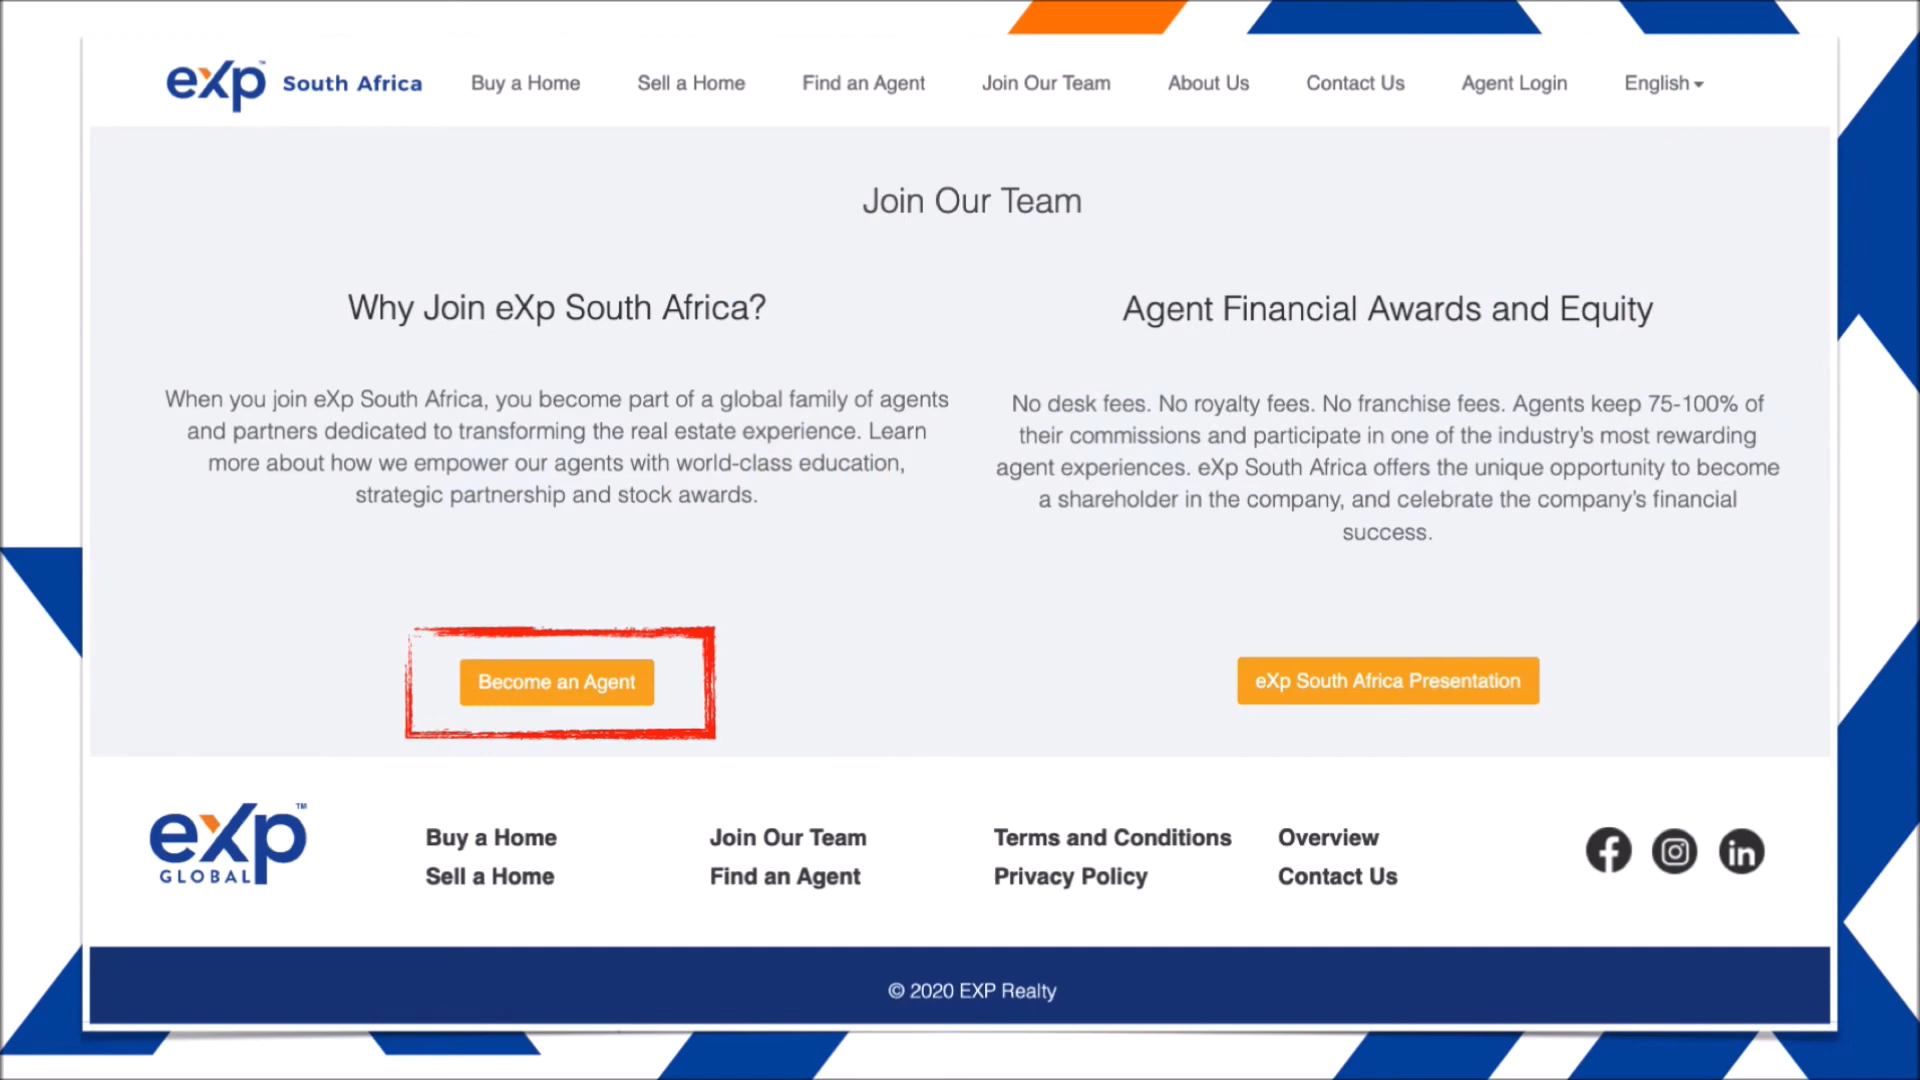 eXp™ South Africa
Buy a Home
Sell a Home
Find an Agent
Join Our Team
About Us
Contact Us
Agent Login
English
Join Our Team
Why Join eXp South Africa?
When you join eXp South Africa, you become part of a global family of agents
and partners dedicated to transforming the real estate experience. Learn
more about how we empower our agents with world-class education,
strategic partnership and stock awards.
Become an Agent
Agent Financial Awards and Equity
No desk fees. No royalty fees. No franchise fees. Agents keep 75-100% of
their commissions and participate in one of the industry's most rewarding
agent experiences. eXp South Africa offers the unique opportunity to become
a shareholder in the company, and celebrate the company's financial
success.
eXp South Africa Presentation
eXp™
GLOBAL
Buy a Home
Sell a Home
Join Our Team
Find an Agent
Terms and Conditions
Privacy Policy
Overview
Contact Us
© 2020 EXP Realty